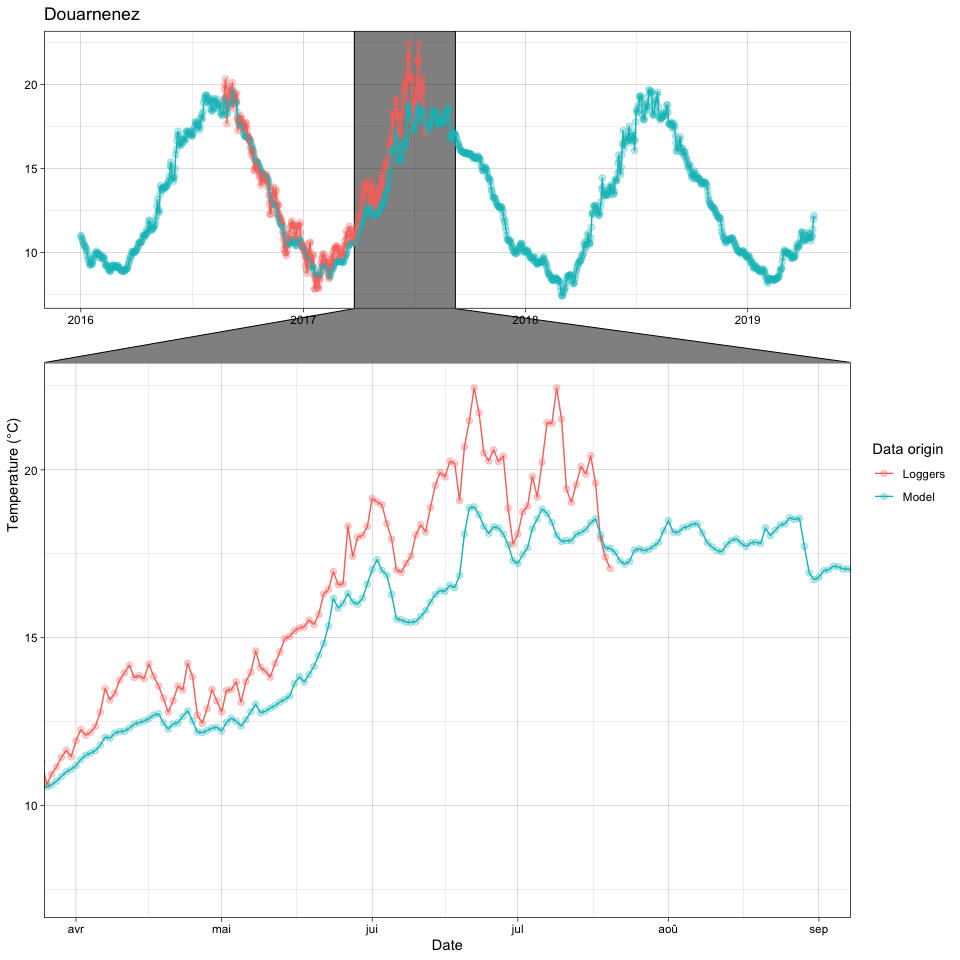 Douarnenez
20
15
10
2016 2017 2018 2019
Temperature (°C)
20
15
10
avr mai jui jul aoû sep
Date
Data origin
Loggers
Model